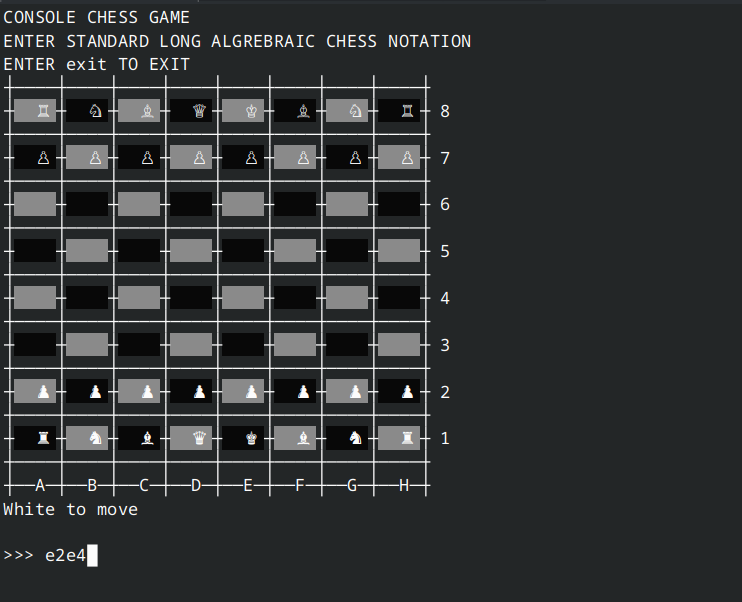 CONSOLE CHESS GAME
ENTER STANDARD LONG ALGREBRAIC CHESS NOTATION
ENTER exit TO EXIT
♖ ♘ ♗ ♕ ♔ ♗ ♘ ♖ 8
♙ ♙ ♙ ♙ ♙ ♙ ♙ ♙ 7
6
5
4
3
♟ ♟ ♟ ♟ ♟ ♟ ♟ ♟ 2
♜ ♞ ♝ ♛ ♚ ♝ ♞ ♜ 1
A B C D E F G H
White to move
>>> e2e4